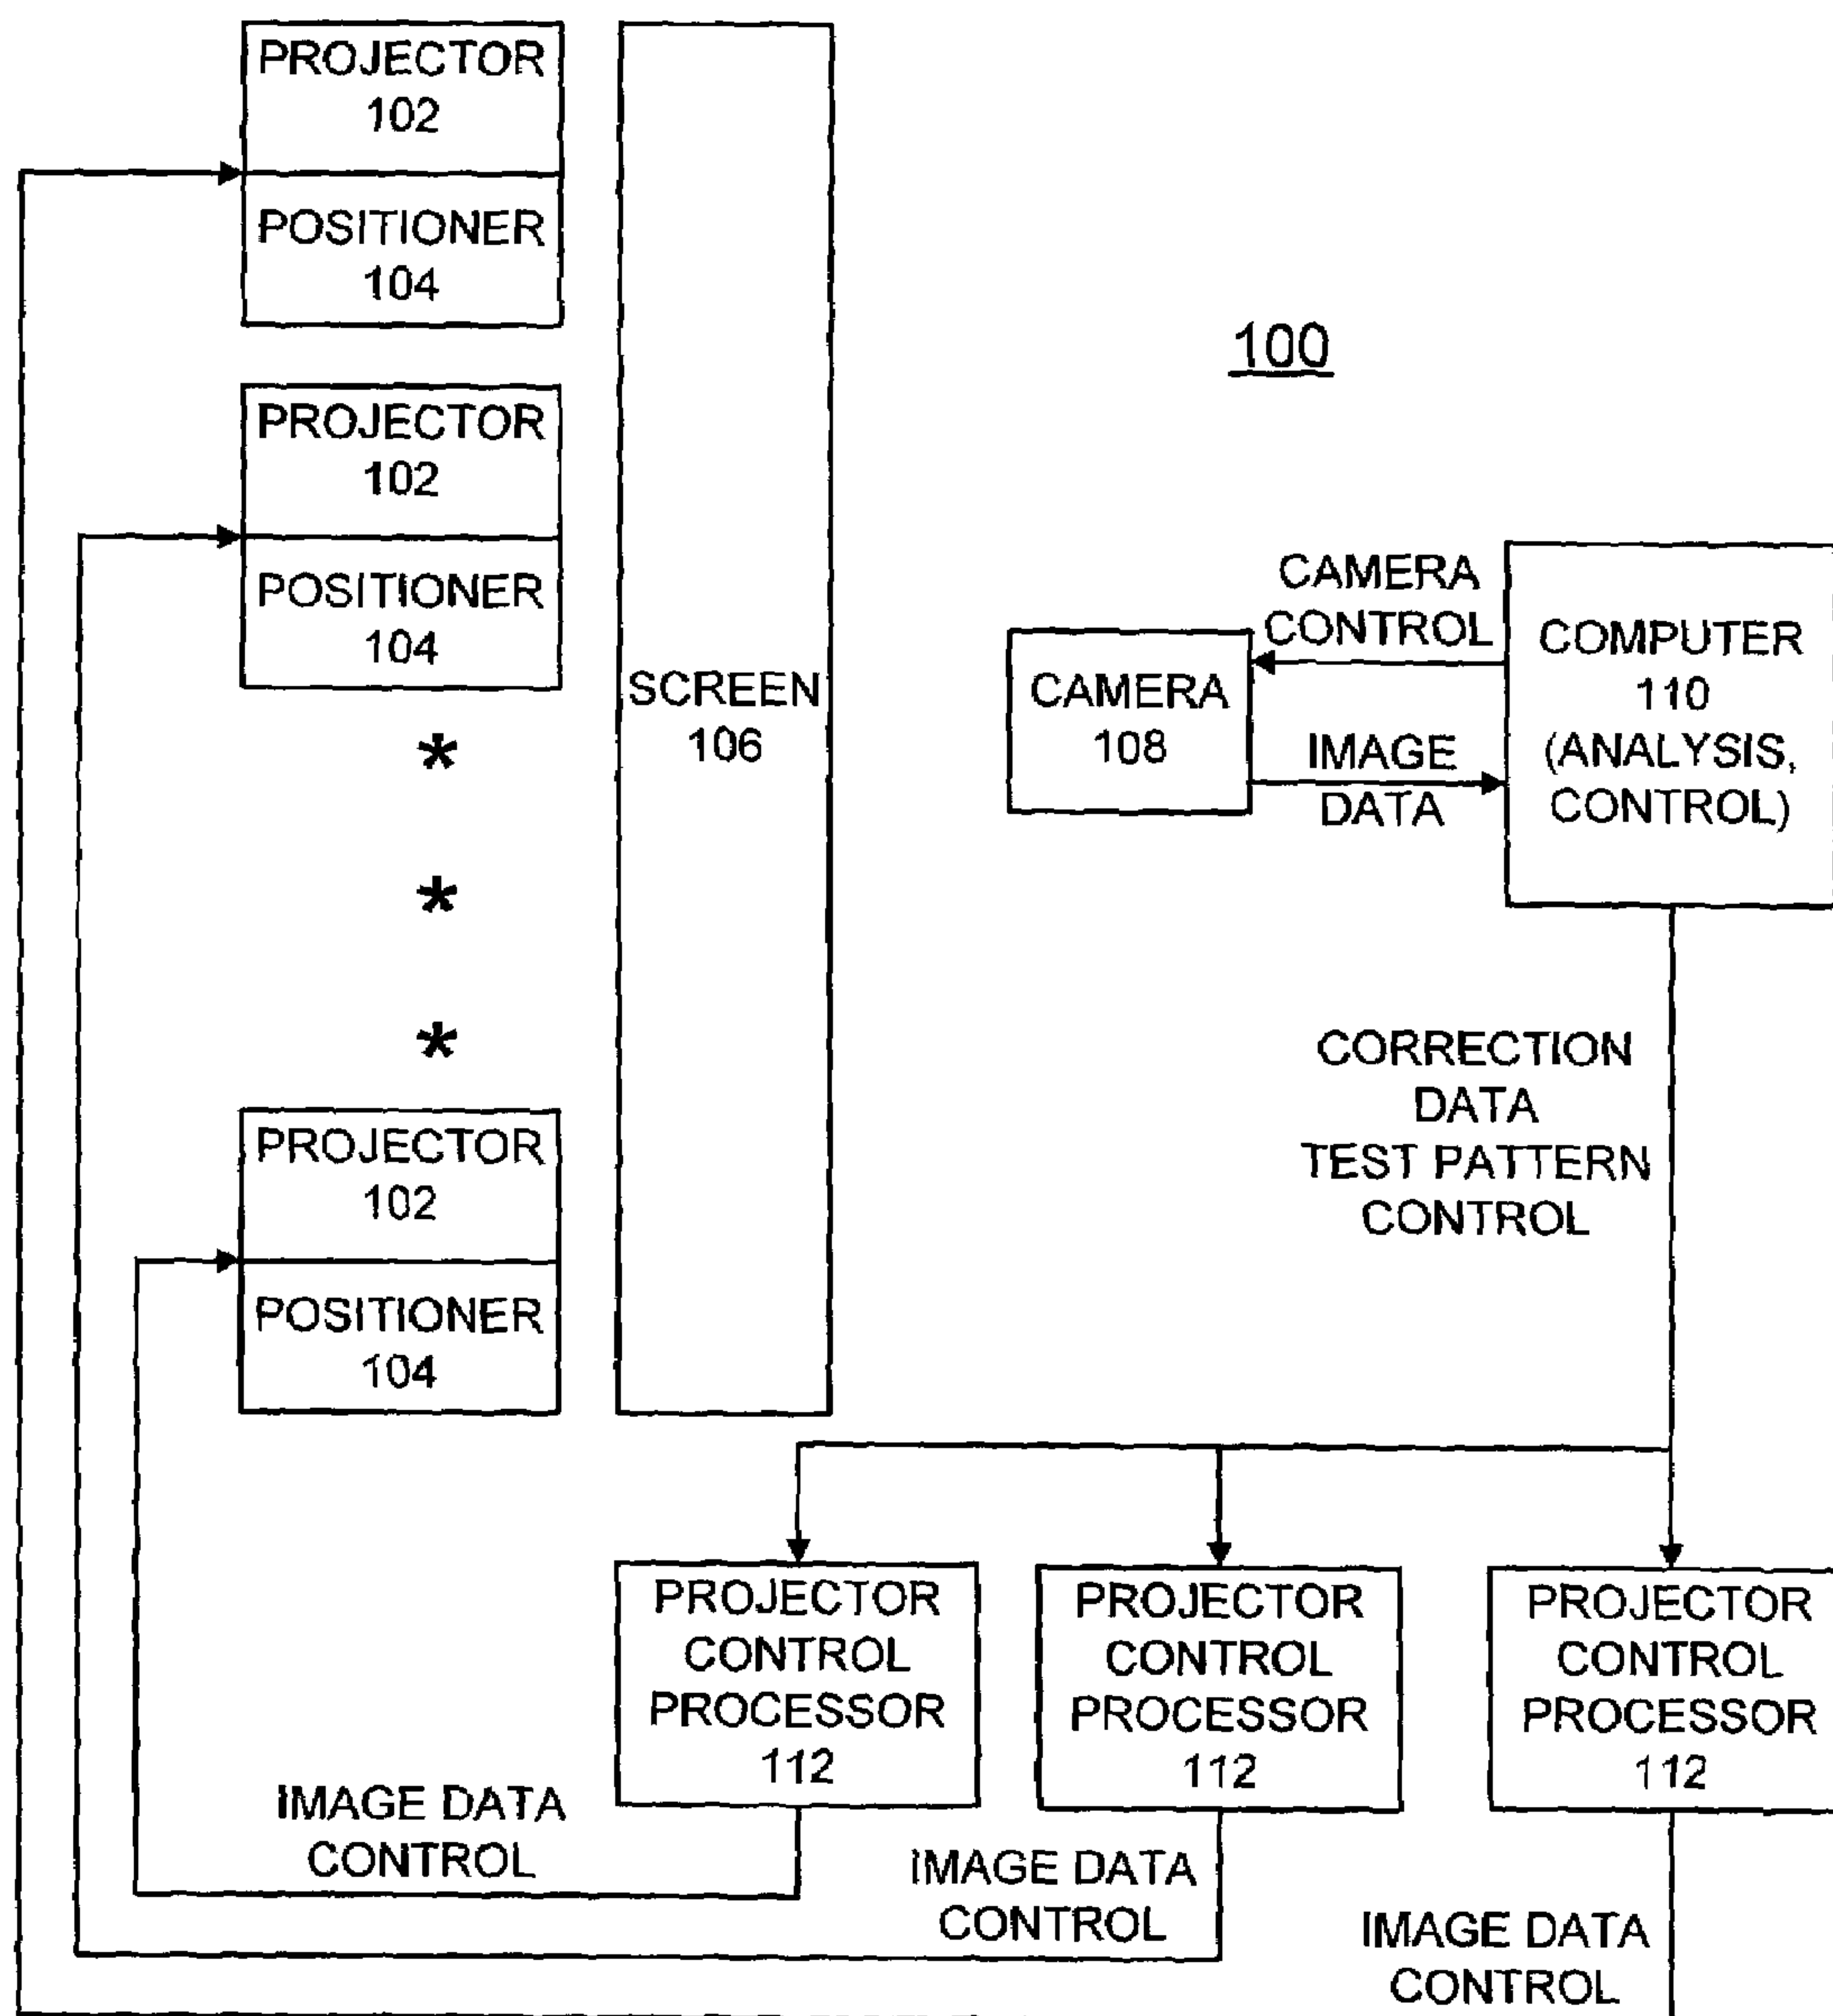 PROJECTOR
102
POSITIONER
104
PROJECTOR
102
POSITIONER
104
*
*
*
PROJECTOR
102
POSITIONER
104
SCREEN
106
100
CAMERA
108
CAMERA
CONTROL
IMAGE
DATA
COMPUTER
110
(ANALYSIS,
CONTROL)
CORRECTION
DATA
TEST PATTERN
CONTROL
PROJECTOR
CONTROL
PROCESSOR
112
PROJECTOR
CONTROL
PROCESSOR
112
PROJECTOR
CONTROL
PROCESSOR
112
IMAGE DATA
CONTROL
IMAGE DATA
CONTROL
IMAGE DATA
CONTROL